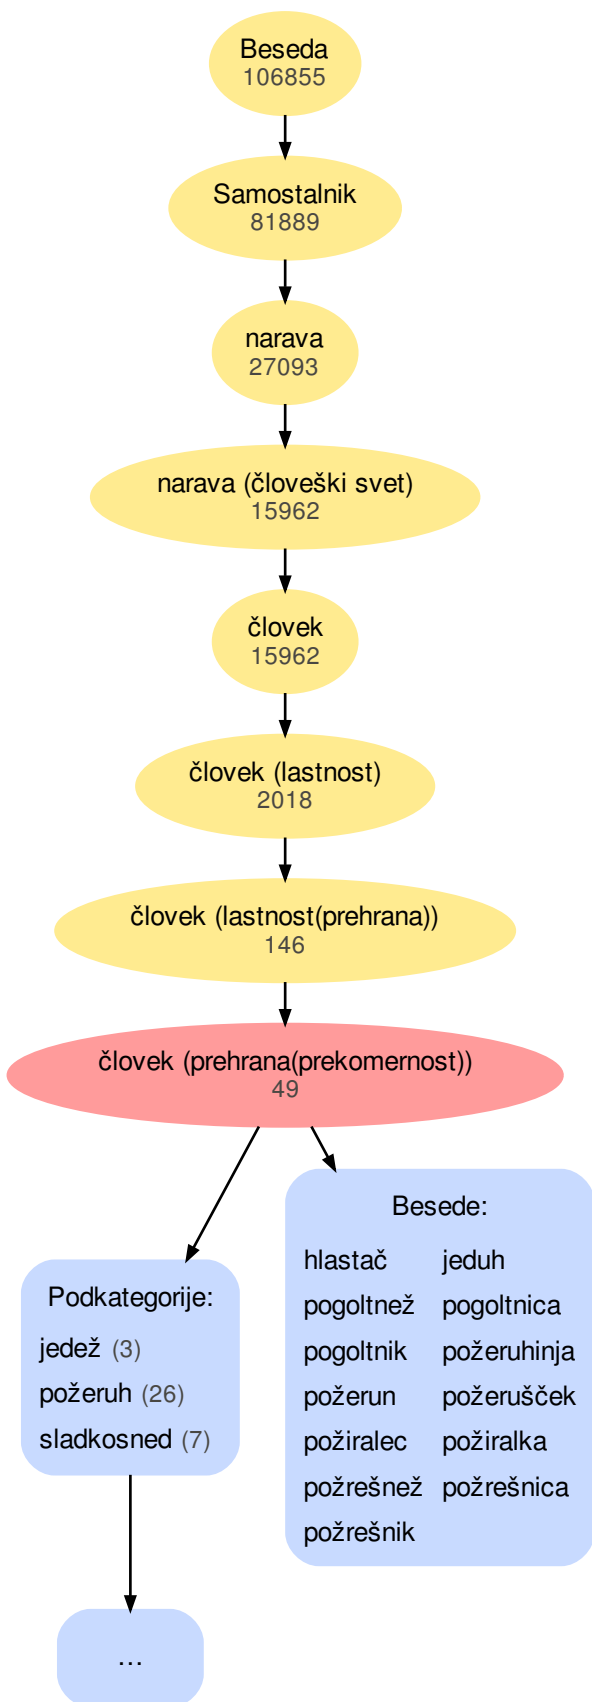 Beseda
106855
Samostalnik
81889
narava
27093
narava (človeški svet)
15962
človek
15962
človek (lastnost)
2018
človek (lastnost(prehrana))
146
človek (prehrana(prekomernost))
49
Podkategorije:
jedež (3)
požeruh (26)
sladkosned (7)
...
Besede:
hlastač jeduh
pogoltnež pogoltnica
pogoltnik požeruhinja
požerun požerušček
požiralec požiralka
požrešnež požrešnica
požrešnik